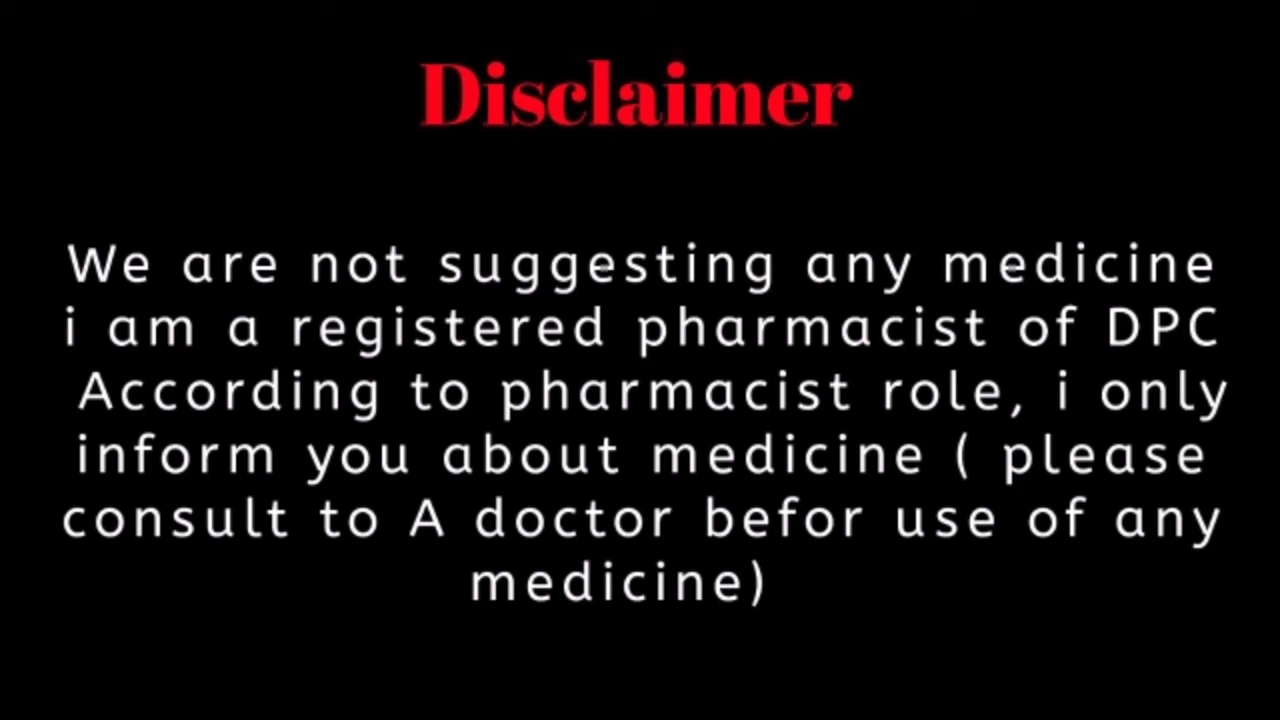 Disclaimer
We are not suggesting any medicine
i am a registered pharmacist of DPC
According to pharmacist role, i only
inform you about medicine ( please
consult to A doctor befor use of any
medicine)